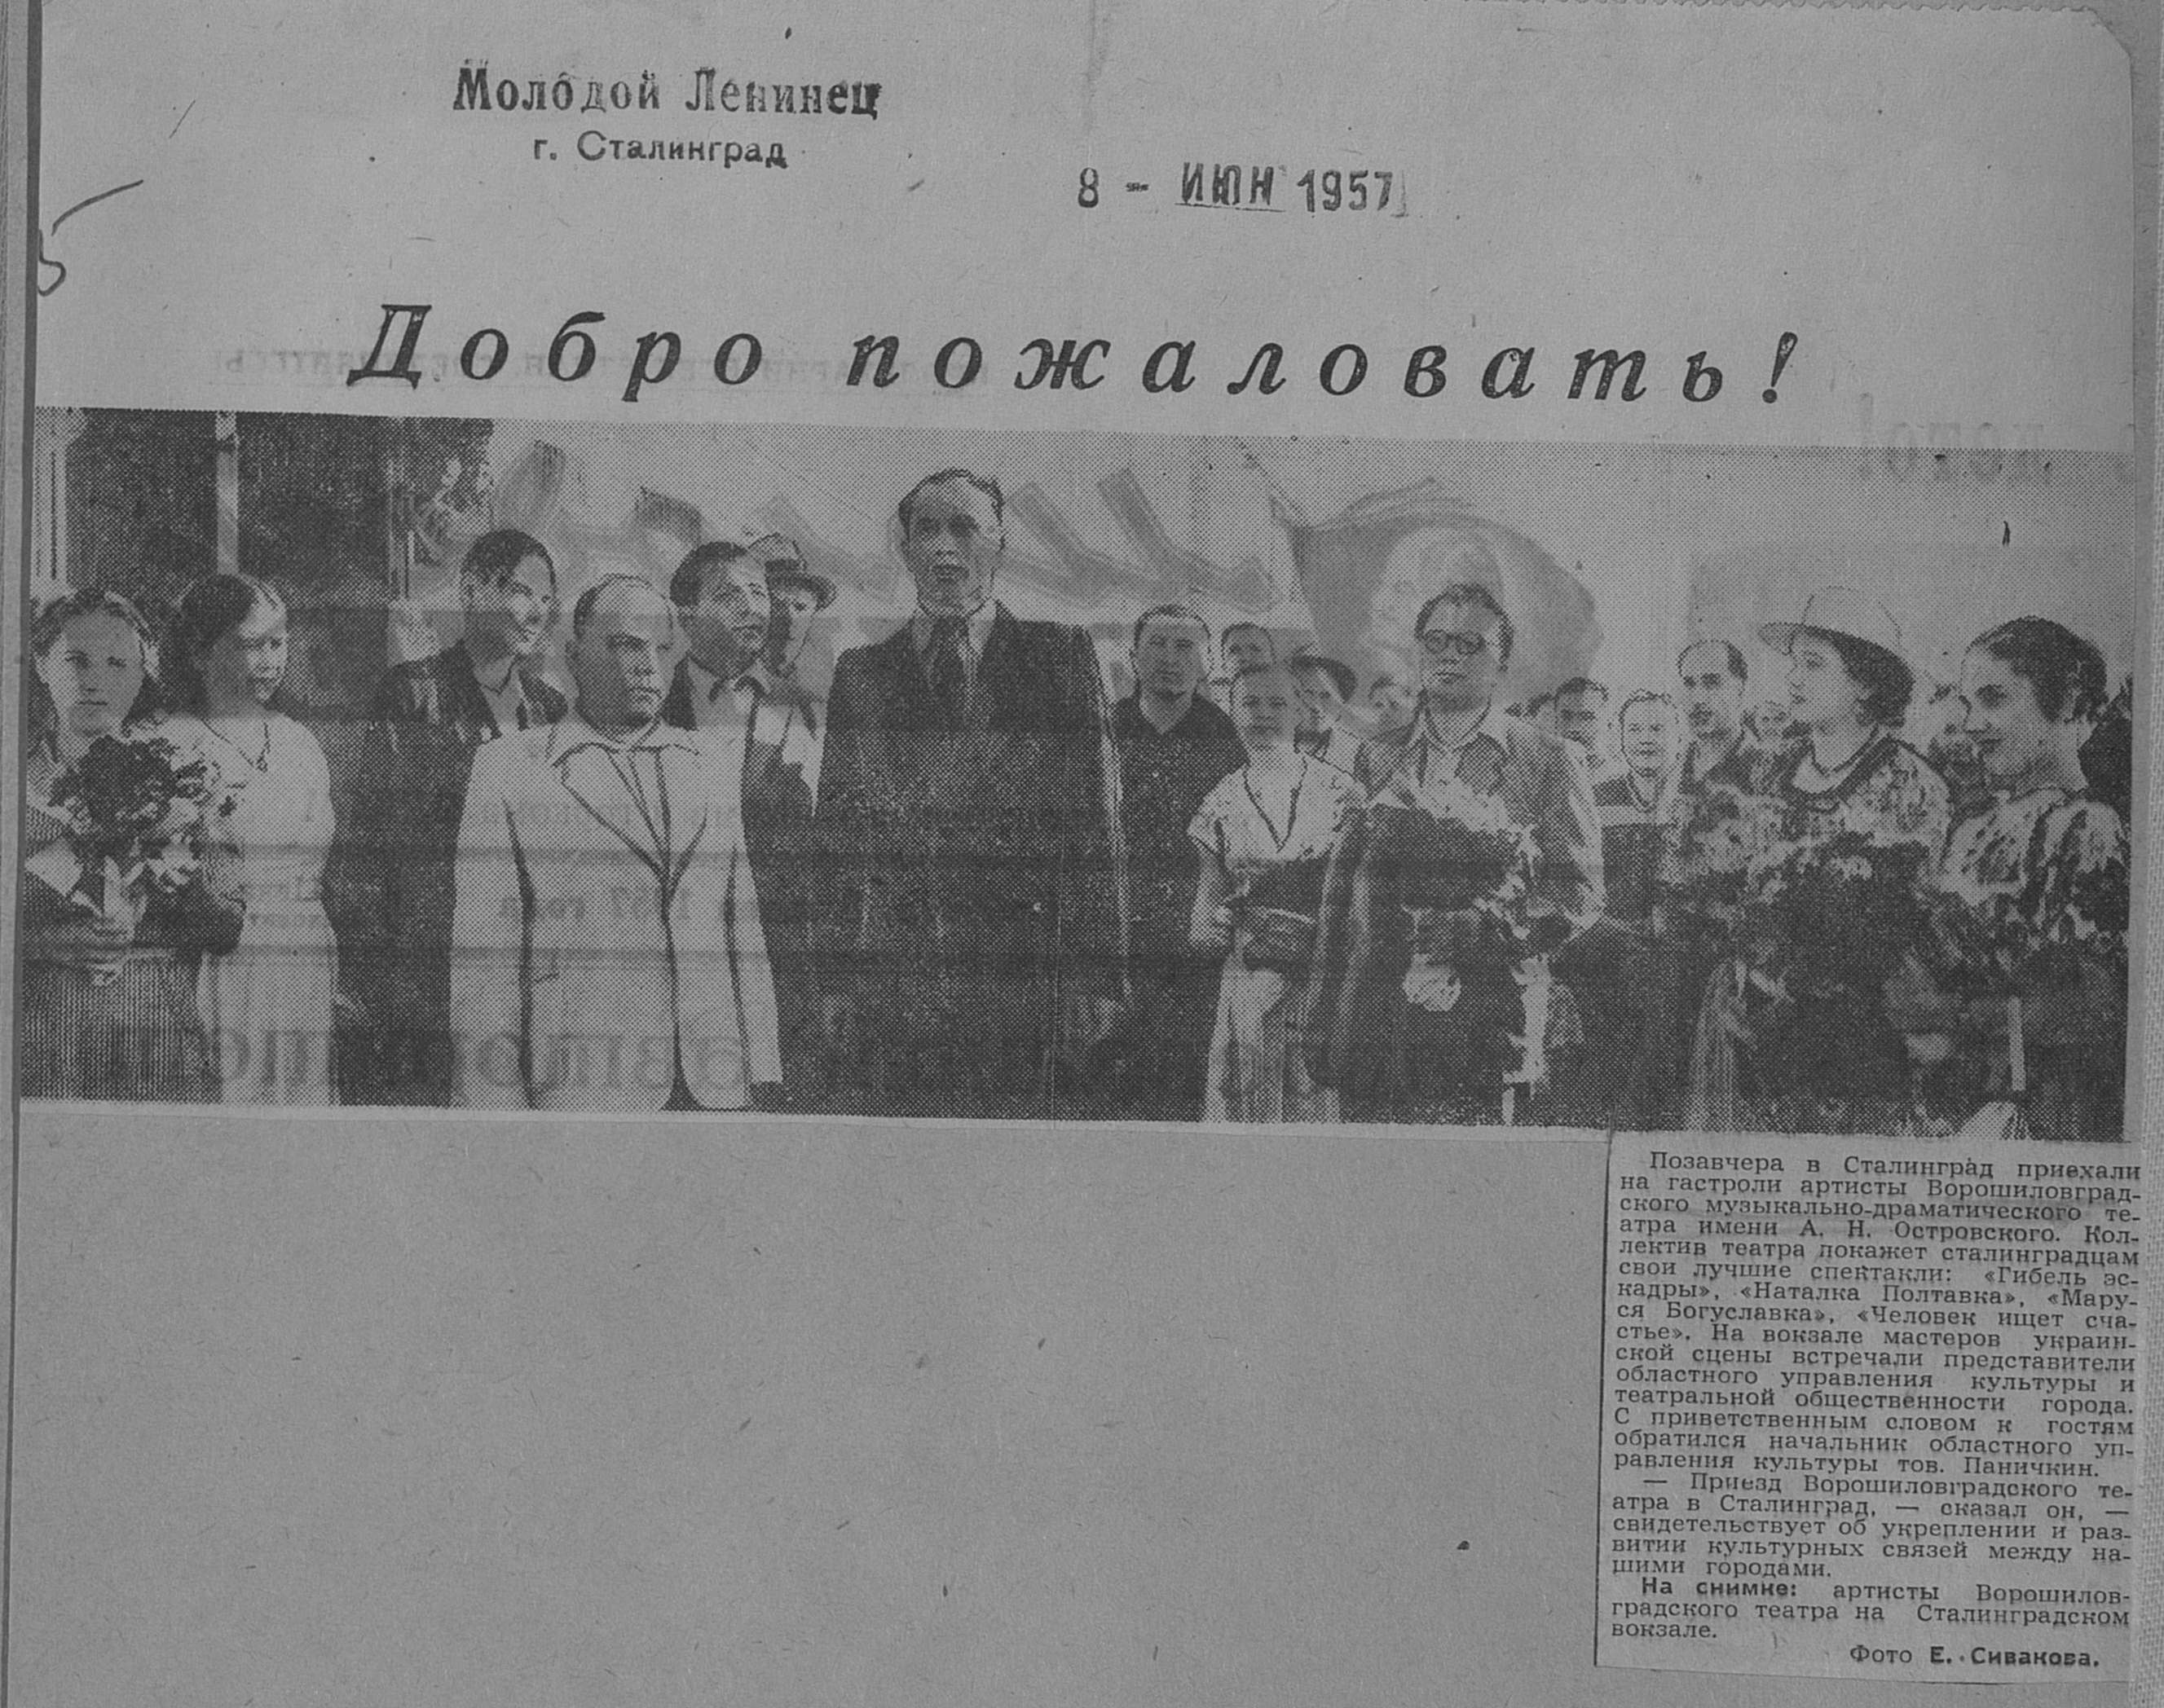 Молодой Ленинец
г. Сталинград
8 - ИЮН 1957
Добро пожаловать!
Позавчера в Сталинград приехали
на гастроли артисты Ворошиловград-
ского музыкально-драматического те-
атра имени А. Н. Островского. Кол-
лектив театра покажет сталинградцам
свои лучшие спектакли: «Гибель эс-
кадры», «Наталка Полтавка», «Мару-
ся Богуславка», «Человек ищет сча-
стье». На вокзале мастеров украин-
ской сцены встречали представители
областного управления культуры и
театральной общественности города.
С приветственным словом к гостям
обратился начальник областного уп-
равления культуры тов. Паничкин.
— Приезд Ворошиловградского те-
атра в Сталинград, — сказал он, —
свидетельствует об укреплении и раз-
витии культурных связей между на-
шими городами.
На снимке: артисты Ворошилов-
градского театра на Сталинградском
вокзале.
Фото Е. Сивакова.